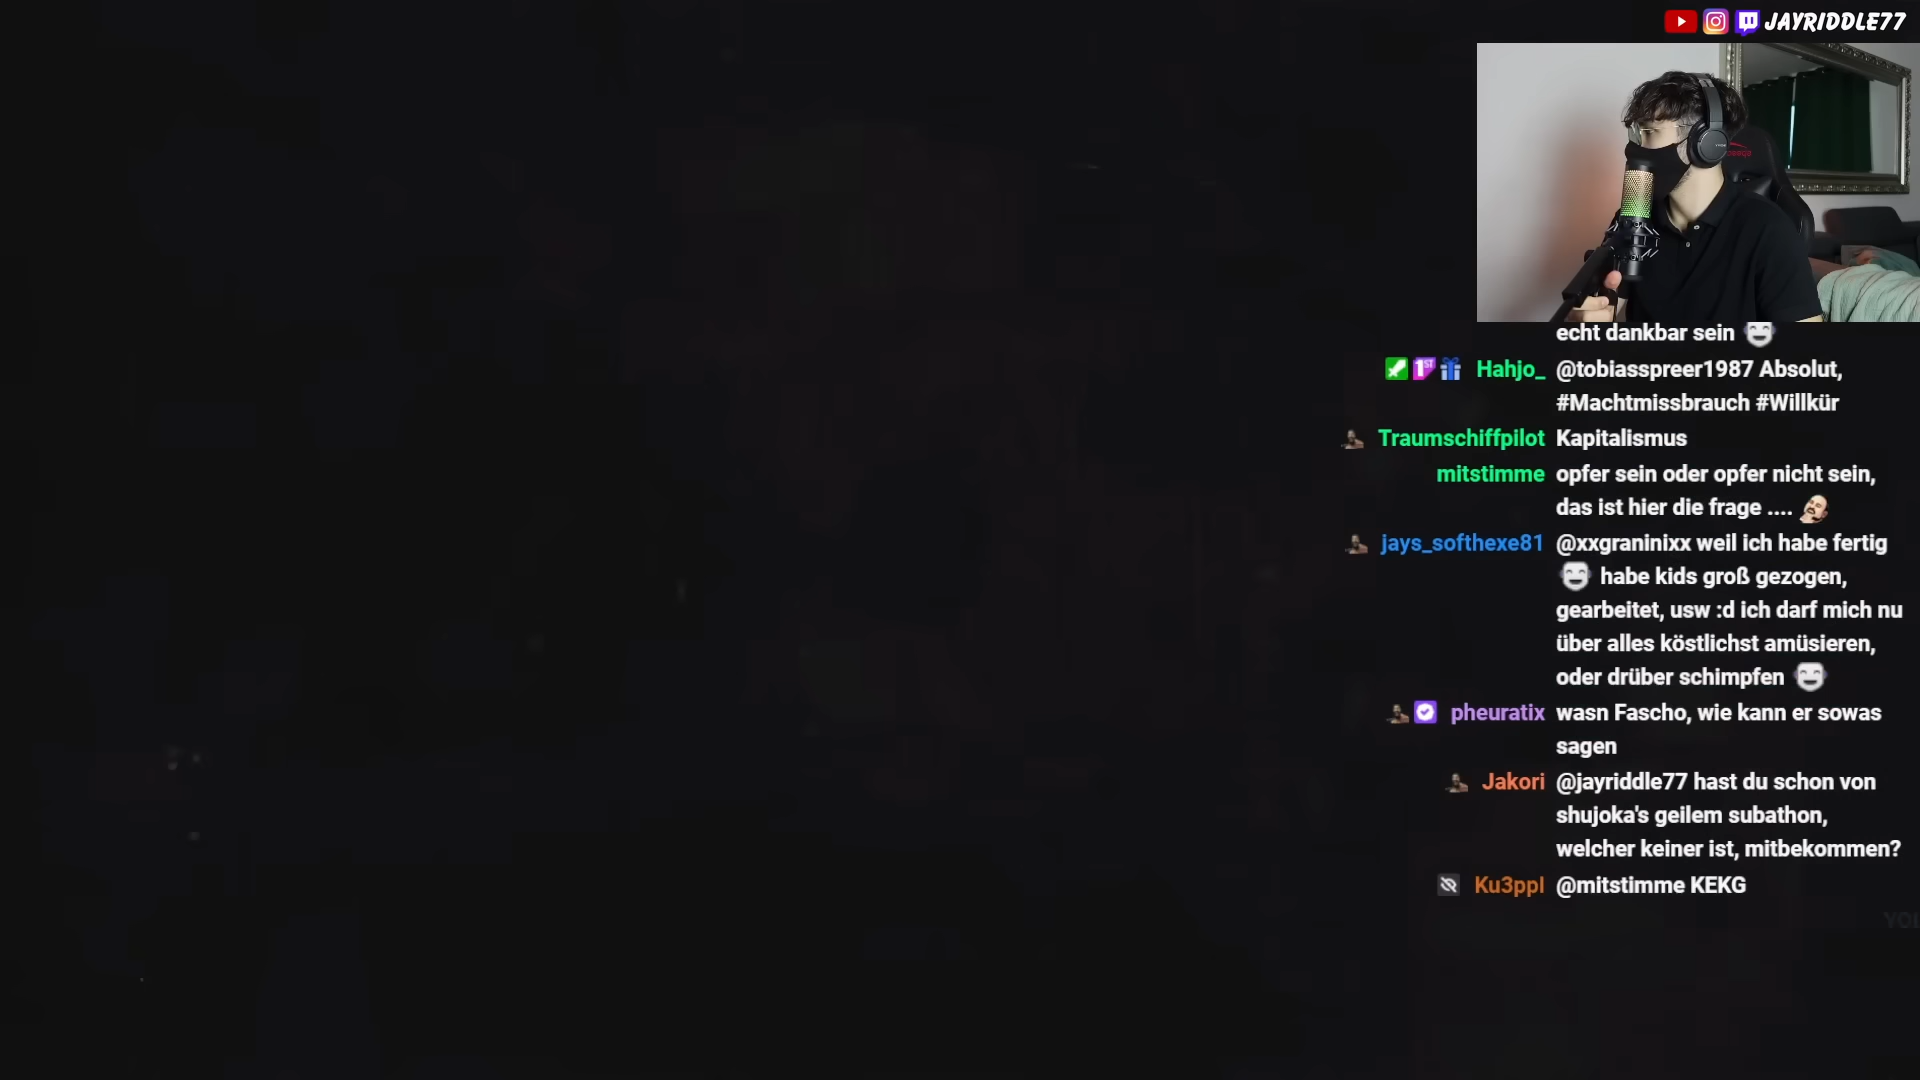 JAYRIDDLE77
echt dankbar sein
Hahjo_ @tobiasspreer1987 Absolut,
#Machtmissbrauch #Willkür
Traumschiffpilot Kapitalismus
mitstimme opfer sein oder opfer nicht sein,
das ist hier die frage ....
jays_softhexe81 @xxgraninixx weil ich habe fertig
habe kids groß gezogen,
gearbeitet, usw :d ich darf mich nu
über alles köstlichst amüsieren,
oder drüber schimpfen
pheuratix wasn Fascho, wie kann er sowas
sagen
Jakori @jayriddle77 hast du schon von
shujoka's geilem subathon,
welcher keiner ist, mitbekommen?
Ku3ppl @mitstimme KEKG